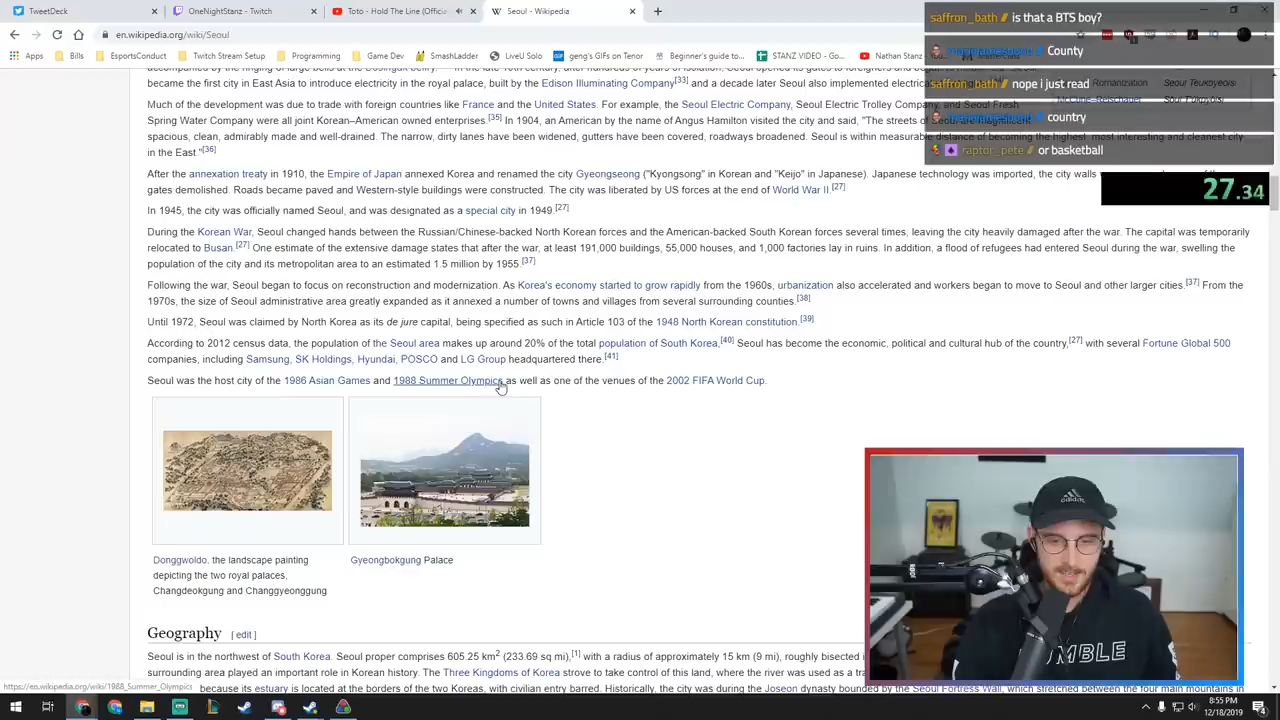 TweetDeck
OneNightStanz - Twitch
Toto - Hold The Line (Official
Seoul - Wikipedia
en.wikipedia.org/wiki/Seoul
Apps
Bills
EsportsConduct
Twitch Stream Setup
Programming
Game Dev
SmashLadder
LiveU Solo
geng's GIFs on Tenor
Beginner's guide to...
STANZ VIDEO - Go...
Nathan Stanz
saffron_bath // is that a BTS boy?
County
saffron_bath // nope i just read
country
raptor_pete // or basketball
27.34
Romanization Seoul Teukbyeolsi
McCune–Reischauer
became the first city in East Asia to have electricity in the royal palace, built by the Edison Illuminating Company[33] and a decade later Seoul also implemented electrical
Much of the development was due to trade with foreign countries like France and the United States. For example, the Seoul Electric Company, Seoul Electric Trolley Company, and Seoul Fresh
Spring Water Company were all joint Korean–American owned enterprises.[35] In 1904, an American by the name of Angus Hamilton visited the city and said, "The streets of Seoul are
spacious, clean, admirably made and well-drained. The narrow, dirty lanes have been widened, gutters have been covered, roadways broadened. Seoul is within measurable distance of becoming the highest, most interesting and cleanest city
in the East."[36]
After the annexation treaty in 1910, the Empire of Japan annexed Korea and renamed the city Gyeongseong ("Kyongsong" in Korean and "Keijo" in Japanese). Japanese technology was imported, the city walls
gates demolished. Roads became paved and Western-style buildings were constructed. The city was liberated by US forces at the end of World War II.[27]
In 1945, the city was officially named Seoul, and was designated as a special city in 1949.[27]
During the Korean War, Seoul changed hands between the Russian/Chinese-backed North Korean forces and the American-backed South Korean forces several times, leaving the city heavily damaged after the war. The capital was temporarily
relocated to Busan.[27] One estimate of the extensive damage states that after the war, at least 191,000 buildings, 55,000 houses, and 1,000 factories lay in ruins. In addition, a flood of refugees had entered Seoul during the war, swelling the
population of the city and its metropolitan area to an estimated 1.5 million by 1955.[37]
Following the war, Seoul began to focus on reconstruction and modernization. As Korea's economy started to grow rapidly from the 1960s, urbanization also accelerated and workers began to move to Seoul and other larger cities.[37] From the
1970s, the size of Seoul administrative area greatly expanded as it annexed a number of towns and villages from several surrounding counties.[38]
Until 1972, Seoul was claimed by North Korea as its de jure capital, being specified as such in Article 103 of the 1948 North Korean constitution.[39]
According to 2012 census data, the population of the Seoul area makes up around 20% of the total population of South Korea,[40] Seoul has become the economic, political and cultural hub of the country,[27] with several Fortune Global 500
companies, including Samsung, SK Holdings, Hyundai, POSCO and LG Group headquartered there.[41]
Seoul was the host city of the 1986 Asian Games and 1988 Summer Olympics as well as one of the venues of the 2002 FIFA World Cup.
Donggwoldo, the landscape painting
depicting the two royal palaces,
Changdeokgung and Changgyeonggung
Gyeongbokgung Palace
Geography [ edit ]
Seoul is in the northwest of South Korea. Seoul proper comprises 605.25 km2 (233.69 sq mi),[1] with a radius of approximately 15 km (9 mi), roughly bisected
surrounding area played an important role in Korean history. The Three Kingdoms of Korea strove to take control of this land, where the river was used as a
because its estuary is located at the borders of the two Koreas, with civilian entry barred. Historically, the city was during the Joseon dynasty bounded by the Seoul Fortress Wall, which stretched between the four main mountains in
https://en.wikipedia.org/wiki/1988_Summer_Olympics
adidas
RØDE
UMBLE
8:55 PM
12/18/2019
4